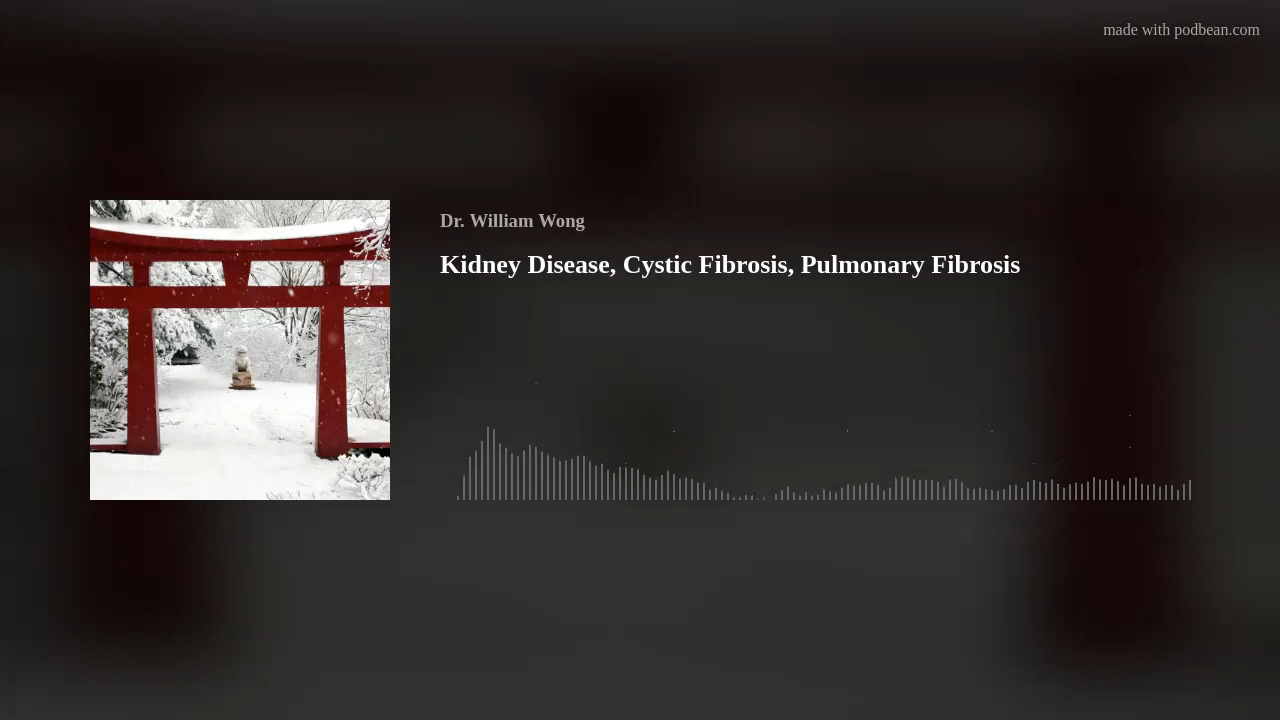 made with podbean.com
Dr. William Wong
Kidney Disease, Cystic Fibrosis, Pulmonary Fibrosis